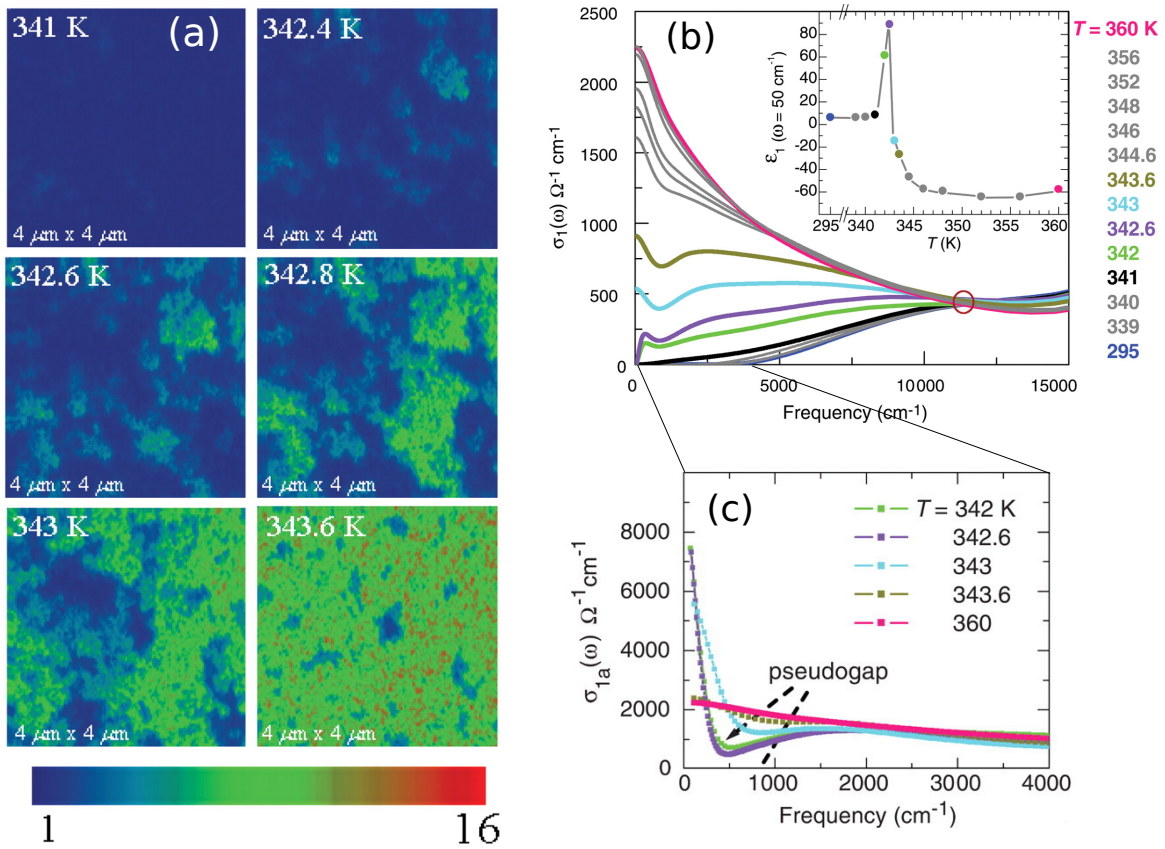 341 K
(a)
342.4 K
4 µm x 4 µm
4 µm x 4 µm
342.6 K
342.8 K
4 µm x 4 µm
4 µm x 4 µm
343 K
343.6 K
4 µm x 4 µm
4 µm x 4 µm
1
16
(b)
2500
2000
1500
1000
500
0
σ1(ω) Ω-1 cm-1
0
5000
10000
15000
Frequency (cm-1)
80
60
40
20
0
-20
-40
-60
ε1 (ω= 50 cm-1)
295
340
345
350
355
360
T (K)
T = 360 K
356
352
348
346
344.6
343.6
343
342.6
342
341
340
339
295
(c)
8000
6000
4000
2000
0
σ1a(ω) Ω-1cm-1
T = 342 K
342.6
343
343.6
360
pseudogap
0
1000
2000
3000
4000
Frequency (cm-1)